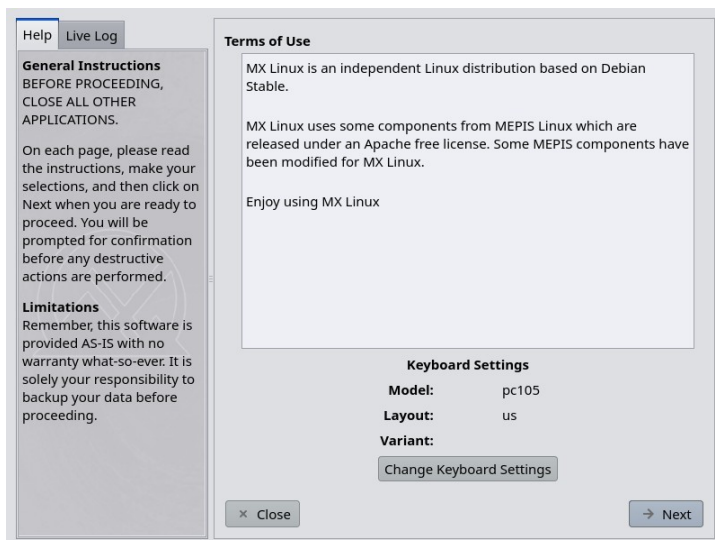 Help
Live Log
General Instructions
BEFORE PROCEEDING,
CLOSE ALL OTHER
APPLICATIONS.
On each page, please read
the instructions, make your
selections, and then click on
Next when you are ready to
proceed. You will be
prompted for confirmation
before any destructive
actions are performed.
Limitations
Remember, this software is
provided AS-IS with no
warranty what-so-ever. It is
solely your responsibility to
backup your data before
proceeding.
Terms of Use
MX Linux is an independent Linux distribution based on Debian
Stable.
MX Linux uses some components from MEPIS Linux which are
released under an Apache free license. Some MEPIS components have
been modified for MX Linux.
Enjoy using MX Linux
Keyboard Settings
Model: pc105
Layout: us
Variant:
Change Keyboard Settings
Close
Next